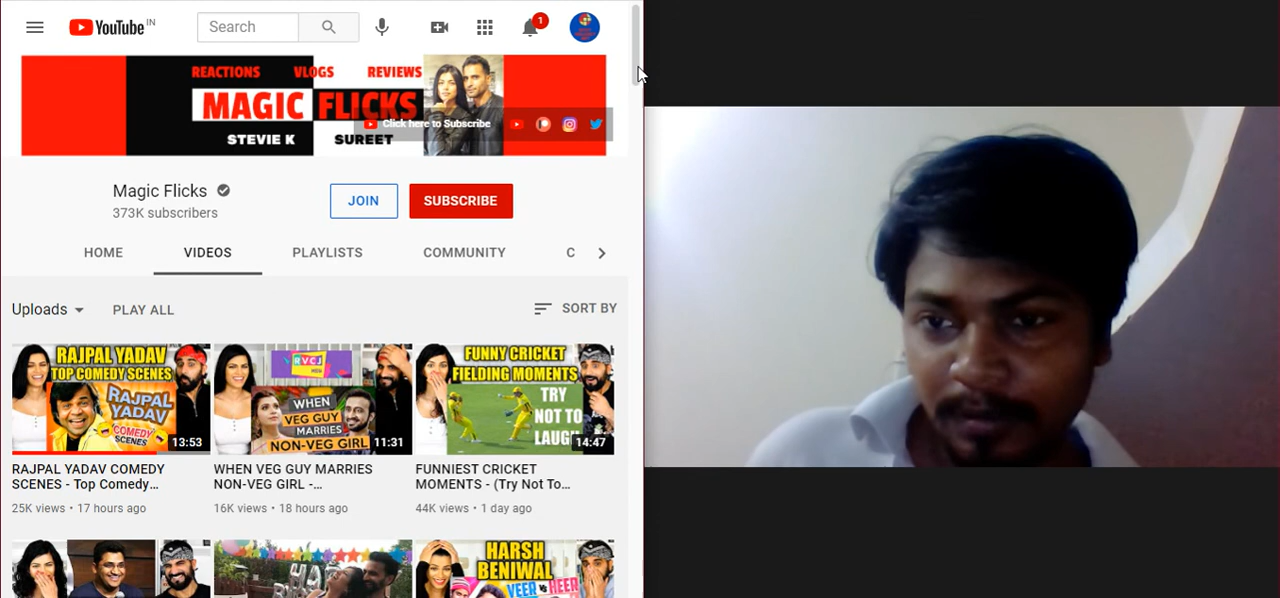 YouTube IN
Search
1
REACTIONS VLOGS REVIEWS
MAGIC FLICKS
Click here to Subscribe
STEVIE K SUREET
Magic Flicks
373K subscribers
JOIN
SUBSCRIBE
HOME VIDEOS PLAYLISTS COMMUNITY C
Uploads PLAY ALL SORT BY
RAJPAL YADAV
TOP COMEDY SCENES
RAJPAL
YADAV
COMEDY
SCENES
13:53
RVCJ
WHEN
VEG GUY
MARRIES
NON-VEG GIRL
11:31
FUNNY CRICKET
FIELDING MOMENTS
TRY
NOT TO
LAUGH
14:47
RAJPAL YADAV COMEDY
SCENES - Top Comedy...
25K views • 17 hours ago
WHEN VEG GUY MARRIES
NON-VEG GIRL -...
16K views • 18 hours ago
FUNNIEST CRICKET
MOMENTS - (Try Not To...
44K views • 1 day ago
HARSH
BENIWAL
VEER
HEER